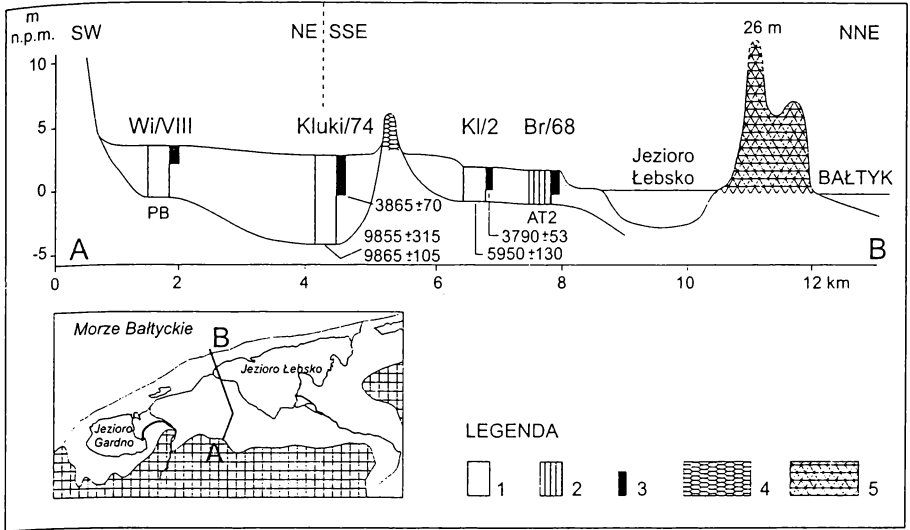 m
n.p.m.
SW NE SSE 26 m NNE
10
5
0
-5
Wi/VIII Kluki/74 Kl/2 Br/68
Jezioro
Łebsko
BAŁTYK
PB
3865 ±70
9855 ±315
9865 ±105
AT2
3790 ±53
5950 ±130
A B
0 2 4 6 8 10 12 km
Morze Bałtyckie
B
Jezioro Łebsko
Jezioro
Gardno
A
LEGENDA
1 2 3 4 5